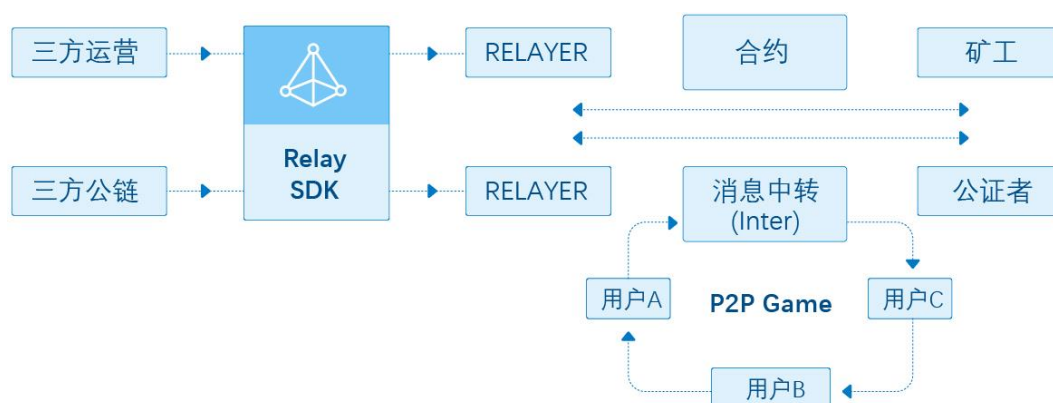 三方运营
RELAYER
合约
矿工
Relay
SDK
三方公链
RELAYER
消息中转
(Inter)
公证者
用户A
P2P Game
用户C
用户B